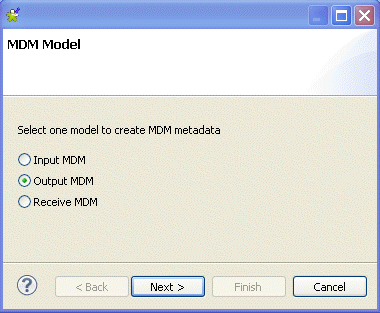 MDM Model
Select one model to create MDM metadata
Input MDM
Output MDM
Receive MDM
?
< Back
Next >
Finish
Cancel